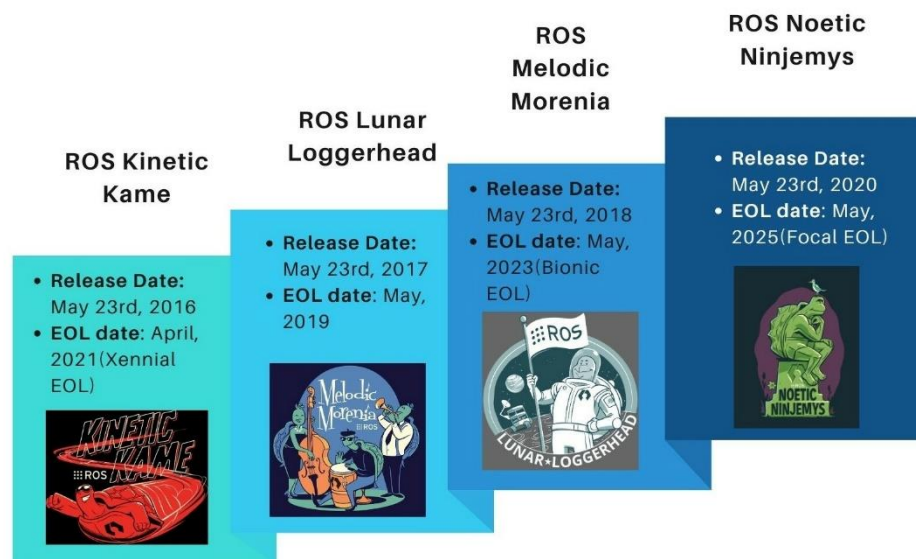 ROS Kinetic
Kame
• Release Date:
May 23rd, 2016
• EOL date: April,
2021(Xennial
EOL)
KINETIC
KAME
ROS
ROS Lunar
Loggerhead
• Release Date:
May 23rd, 2017
• EOL date: May,
2019
Melodic
Morenia
ROS
ROS
Melodic
Morenia
• Release Date:
May 23rd, 2018
• EOL date: May,
2023(Bionic
EOL)
ROS
LUNAR★LOGGERHEAD
ROS Noetic
Ninjemys
• Release Date:
May 23rd, 2020
• EOL date: May,
2025(Focal EOL)
NOETIC
NINJEMYS